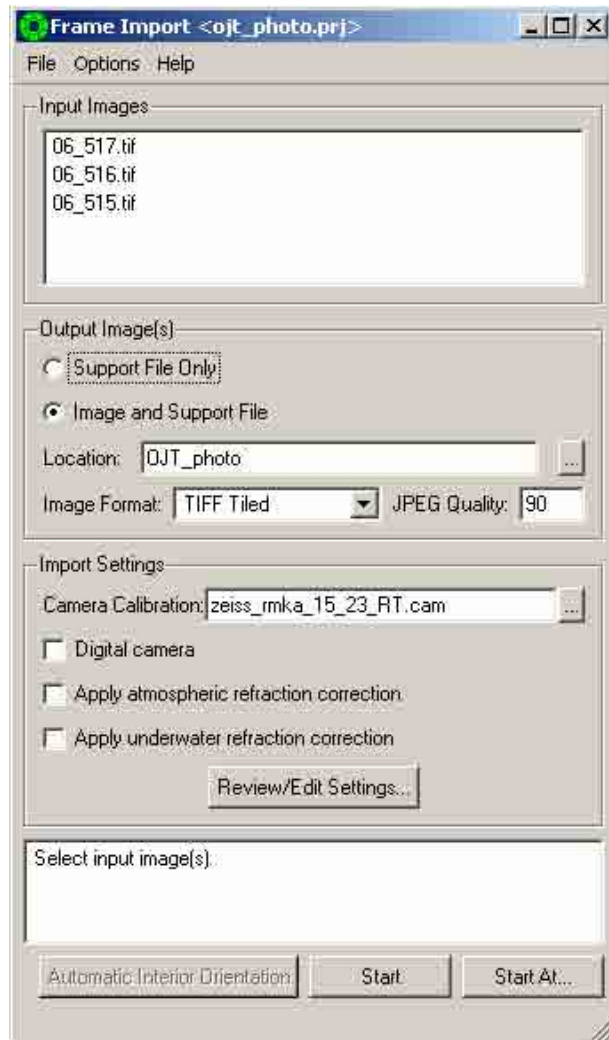 Frame Import <ojt_photo.prj>
File Options Help
Input Images
06_517.tif
06_516.tif
06_515.tif
Output Image(s)
Support File Only
Image and Support File
Location: OJT_photo ...
Image Format: TIFF Tiled JPEG Quality: 90
Import Settings
Camera Calibration: zeiss_rmka_15_23_RT.cam ...
Digital camera
Apply atmospheric refraction correction
Apply underwater refraction correction
Review/Edit Settings...
Select input image(s).
Automatic Interior Orientation Start Start At...